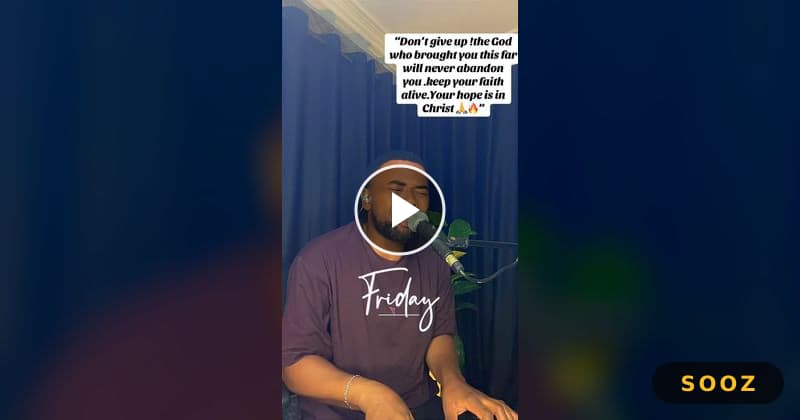 "Don't give up !the God
who brought you this far
will never abandon
you .keep your faith
alive.Your hope is in
Christ 🙏🔥"
Friday
SOOZ